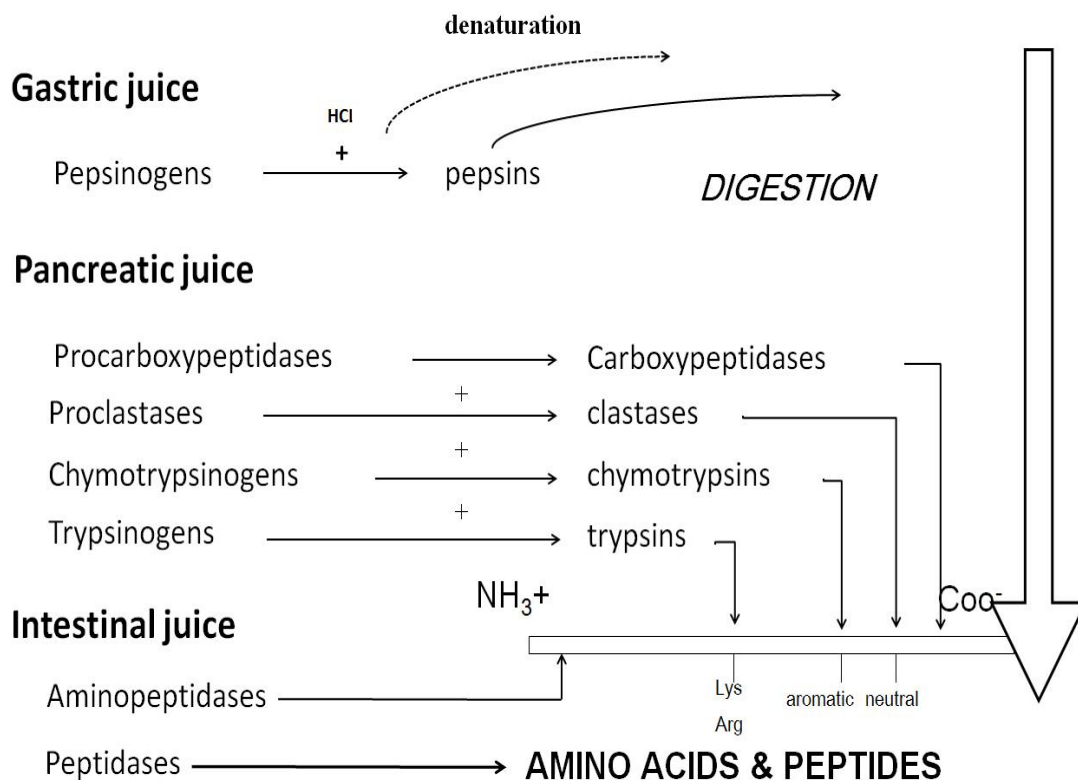 denaturation
Gastric juice
HCl
+
Pepsinogens pepsins
DIGESTION
Pancreatic juice
Procarboxypeptidases Carboxypeptidases
+
Proclastases clastases
+
Chymotrypsinogens chymotrypsins
+
Trypsinogens trypsins
NH₃+ Coo⁻
Intestinal juice
Aminopeptidases
Lys aromatic neutral
Arg
Peptidases AMINO ACIDS & PEPTIDES